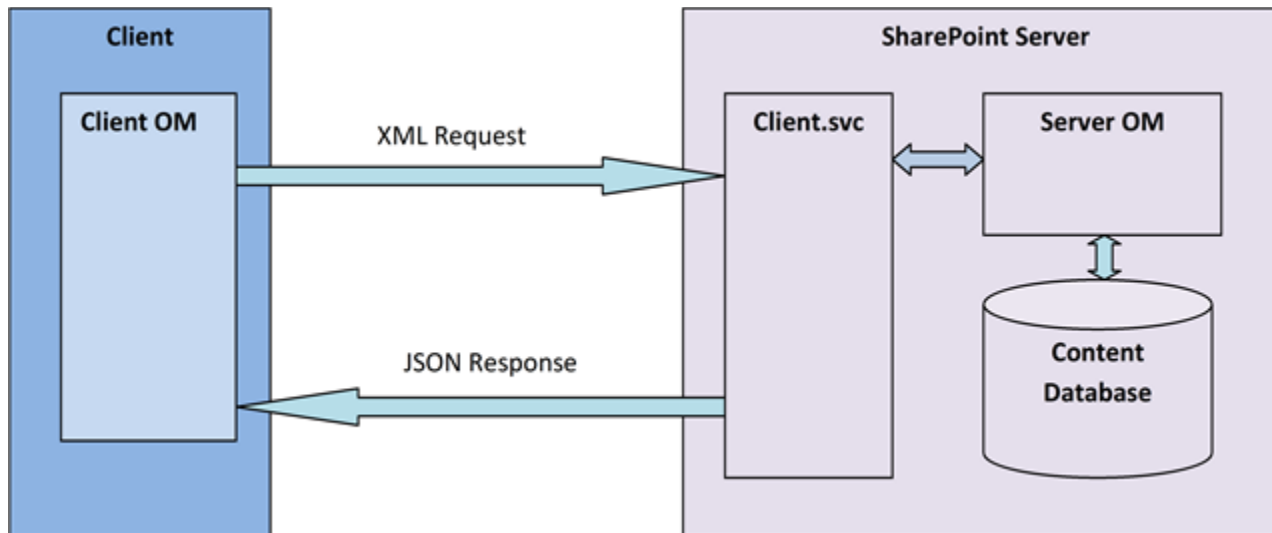 Client
SharePoint Server
Client OM
XML Request
Client.svc
Server OM
JSON Response
Content
Database